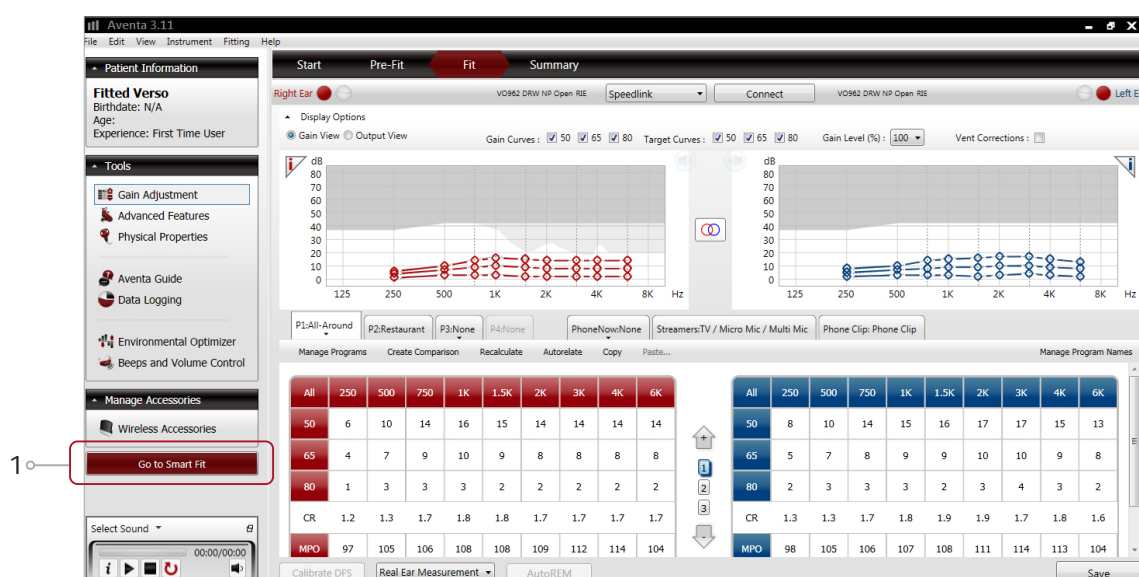 Aventa 3.11
File Edit View Instrument Fitting Help
Patient Information
Fitted Verso
Birthdate: N/A
Age:
Experience: First Time User
Tools
Gain Adjustment
Advanced Features
Physical Properties
Aventa Guide
Data Logging
Environmental Optimizer
Beeps and Volume Control
Manage Accessories
Wireless Accessories
1
Go to Smart Fit
Select Sound
00:00/00:00
Start Pre-Fit Fit Summary
Right Ear VO962 DRW NP Open RIE Speedlink Connect VO962 DRW NP Open RIE Left E
Display Options
Gain View Output View Gain Curves : 50 65 80 Target Curves : 50 65 80 Gain Level (%) : 100 Vent Corrections :
dB
80
70
60
50
40
30
20
10
0
125 250 500 1K 2K 4K 8K Hz
dB
80
70
60
50
40
30
20
10
0
125 250 500 1K 2K 4K 8K Hz
P1:All-Around P2:Restaurant P3:None P4:None PhoneNow:None Streamers:TV / Micro Mic / Multi Mic Phone Clip: Phone Clip
Manage Programs Create Comparison Recalculate Autorelate Copy Paste... Manage Program Names
All 250 500 750 1K 1.5K 2K 3K 4K 6K
50 6 10 14 16 15 14 14 14 14
65 4 7 9 10 9 8 8 8 8
80 1 3 3 3 2 2 2 2 2
CR 1.2 1.3 1.7 1.8 1.8 1.7 1.7 1.7 1.7
MPO 97 105 106 108 108 109 112 114 104
+
1
2
3
-
All 250 500 750 1K 1.5K 2K 3K 4K 6K
50 8 10 14 15 16 17 17 15 13
65 5 7 8 9 9 10 10 9 8
80 2 3 3 3 2 3 4 3 2
CR 1.3 1.3 1.7 1.8 1.9 1.9 1.7 1.8 1.6
MPO 98 105 106 107 108 111 114 113 104
Calibrate DFS Real Ear Measurement AutoREM Save